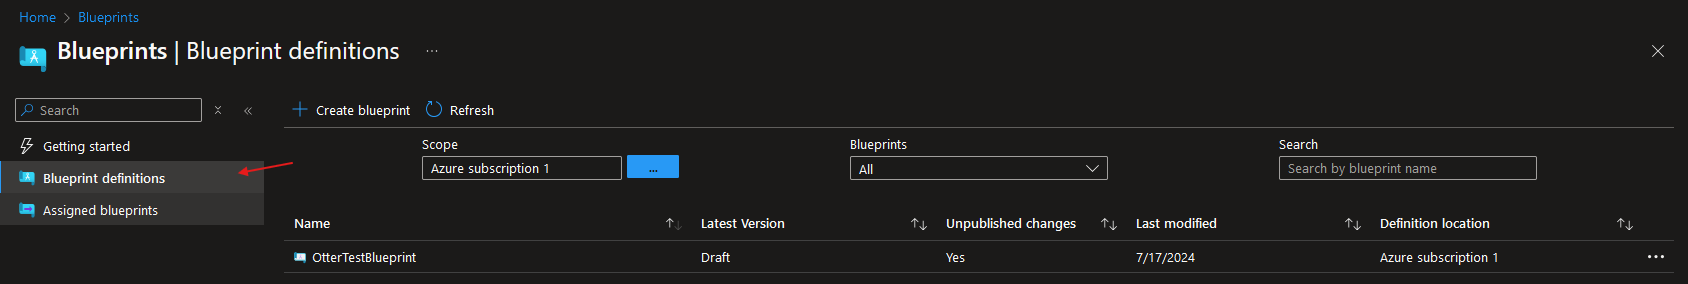 Home > Blueprints
Blueprints | Blueprint definitions ...
Search
Getting started
Blueprint definitions
Assigned blueprints
Create blueprint Refresh
Scope Blueprints Search
Azure subscription 1 ... All Search by blueprint name
Name Latest Version Unpublished changes Last modified Definition location
OtterTestBlueprint Draft Yes 7/17/2024 Azure subscription 1 ...